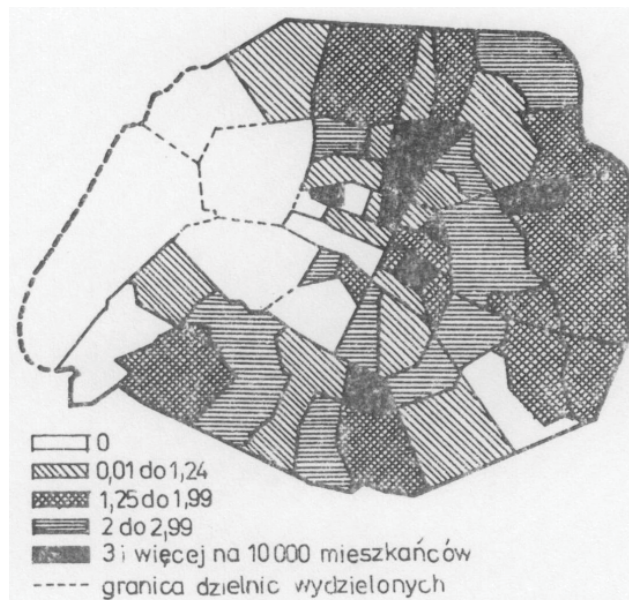 0
0,01 do 1,24
1,25 do 1,99
2 do 2,99
3 i więcej na 10 000 mieszkańców
granica dzielnic wydzielonych